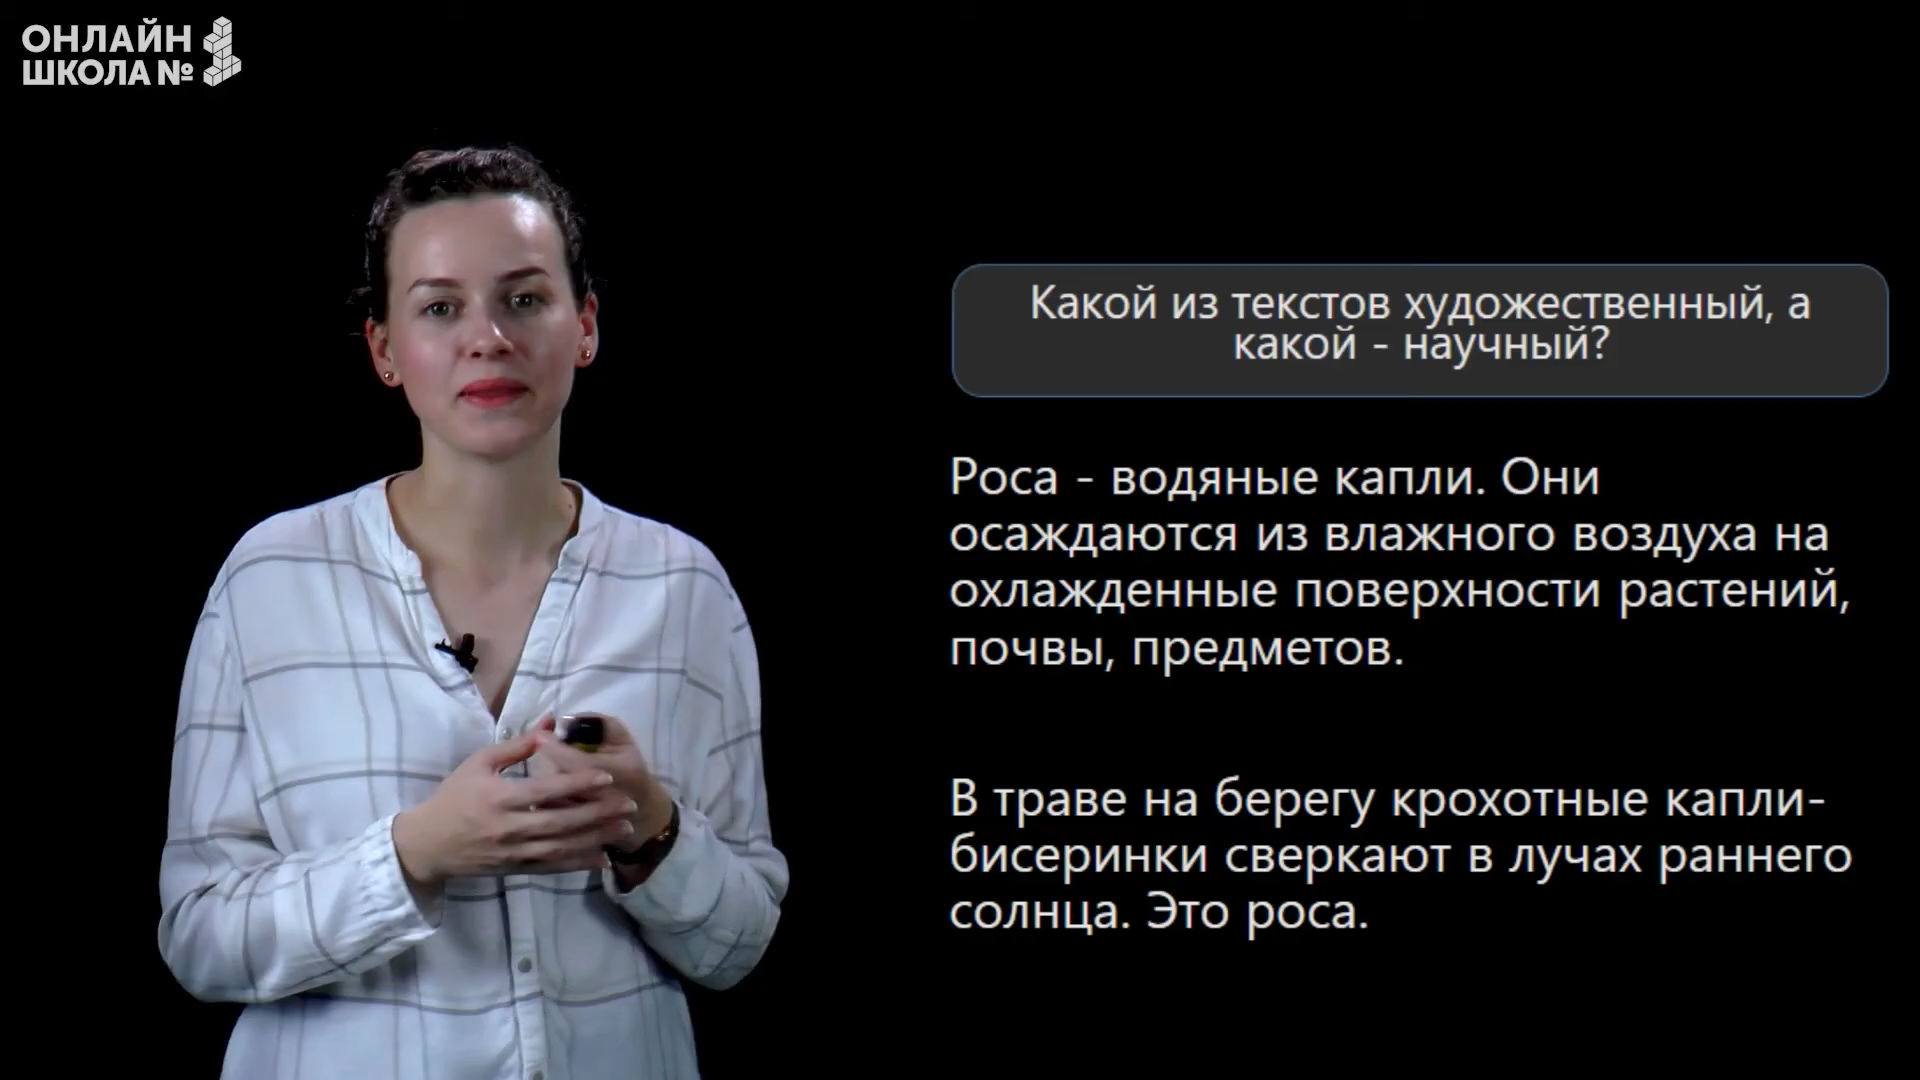 ОНЛАЙН
ШКОЛА №1
Какой из текстов художественный, а
какой - научный?
Роса - водяные капли. Они
осаждаются из влажного воздуха на
охлажденные поверхности растений,
почвы, предметов.
В траве на берегу крохотные капли-
бисеринки сверкают в лучах раннего
солнца. Это роса.